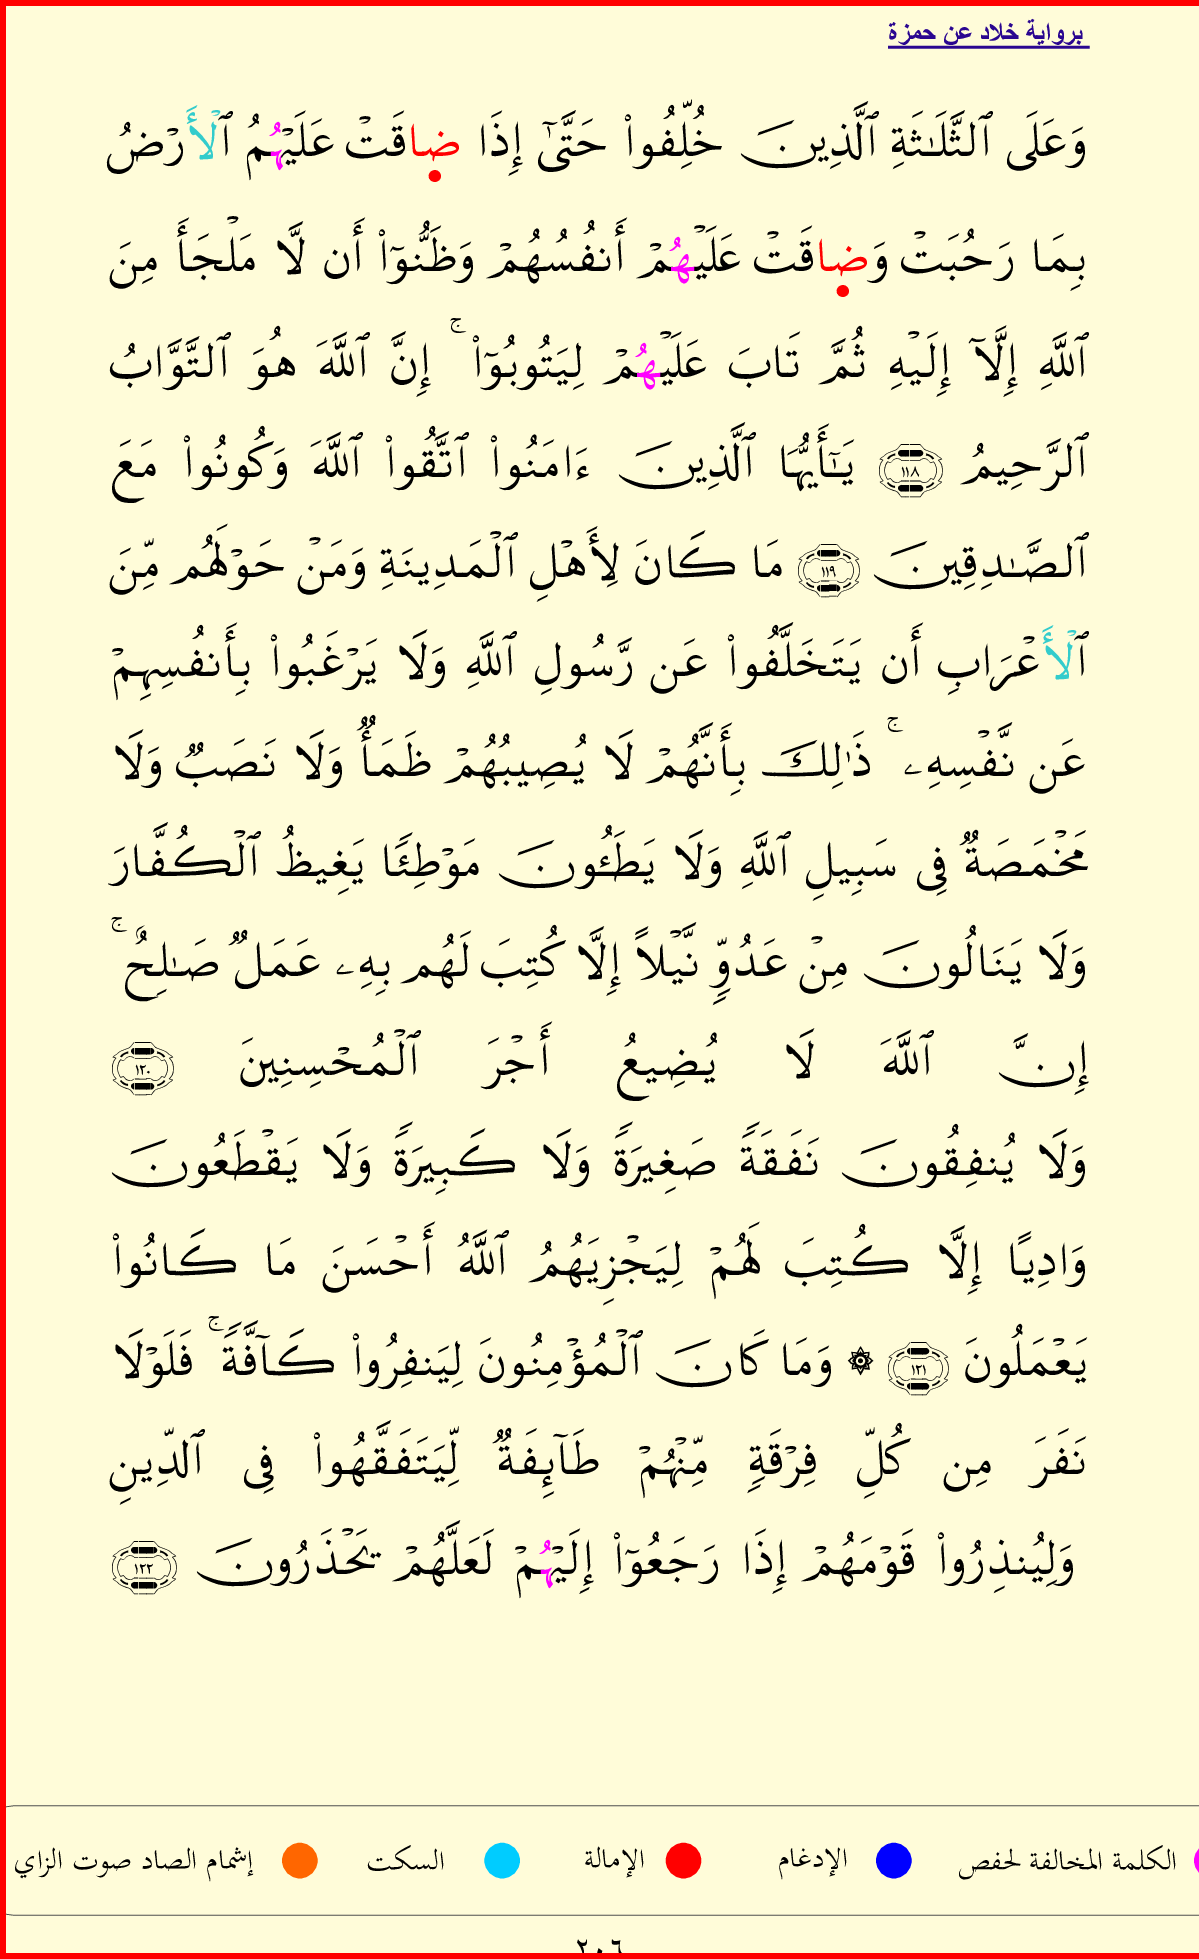 برواية خلاد عن حمزة
وَعَلَى ٱلثَّلَـٰثَةِ ٱلَّذِينَ خُلِّفُوا۟ حَتَّىٰٓ إِذَا ضَاقَتْ عَلَيْهُمُ ٱلْأَرْضُ
بِمَا رَحُبَتْ وَضَاقَتْ عَلَيْهُمْ أَنفُسُهُمْ وَظَنُّوٓا۟ أَن لَّا مَلْجَأَ مِنَ
ٱللَّهِ إِلَّآ إِلَيْهِ ثُمَّ تَابَ عَلَيْهُمْ لِيَتُوبُوٓا۟ ۚ إِنَّ ٱللَّهَ هُوَ ٱلتَّوَّابُ
ٱلرَّحِيمُ ١١٨ يَـٰٓأَيُّهَا ٱلَّذِينَ ءَامَنُوا۟ ٱتَّقُوا۟ ٱللَّهَ وَكُونُوا۟ مَعَ
ٱلصَّـٰدِقِينَ ١١٩ مَا كَانَ لِأَهْلِ ٱلْمَدِينَةِ وَمَنْ حَوْلَهُم مِّنَ
ٱلْأَعْرَابِ أَن يَتَخَلَّفُوا۟ عَن رَّسُولِ ٱللَّهِ وَلَا يَرْغَبُوا۟ بِأَنفُسِهِمْ
عَن نَّفْسِهِۦ ۚ ذَٰلِكَ بِأَنَّهُمْ لَا يُصِيبُهُمْ ظَمَأٌ وَلَا نَصَبٌ وَلَا
مَخْمَصَةٌ فِى سَبِيلِ ٱللَّهِ وَلَا يَطَـُٔونَ مَوْطِئًا يَغِيظُ ٱلْكُفَّارَ
وَلَا يَنَالُونَ مِنْ عَدُوٍّ نَّيْلًا إِلَّا كُتِبَ لَهُم بِهِۦ عَمَلٌ صَـٰلِحٌ ۚ
إِنَّ ٱللَّهَ لَا يُضِيعُ أَجْرَ ٱلْمُحْسِنِينَ ١٢٠
وَلَا يُنفِقُونَ نَفَقَةً صَغِيرَةً وَلَا كَبِيرَةً وَلَا يَقْطَعُونَ
وَادِيًا إِلَّا كُتِبَ لَهُمْ لِيَجْزِيَهُمُ ٱللَّهُ أَحْسَنَ مَا كَانُوا۟
يَعْمَلُونَ ١٢١ ۞ وَمَا كَانَ ٱلْمُؤْمِنُونَ لِيَنفِرُوا۟ كَآفَّةً ۚ فَلَوْلَا
نَفَرَ مِن كُلِّ فِرْقَةٍ مِّنْهُمْ طَآئِفَةٌ لِّيَتَفَقَّهُوا۟ فِى ٱلدِّينِ
وَلِيُنذِرُوا۟ قَوْمَهُمْ إِذَا رَجَعُوٓا۟ إِلَيْهُمْ لَعَلَّهُمْ يَحْذَرُونَ ١٢٢
الكلمة المخالفة لحفص الإدغام الإمالة السكت إشمام الصاد صوت الزاي
٢٠٦